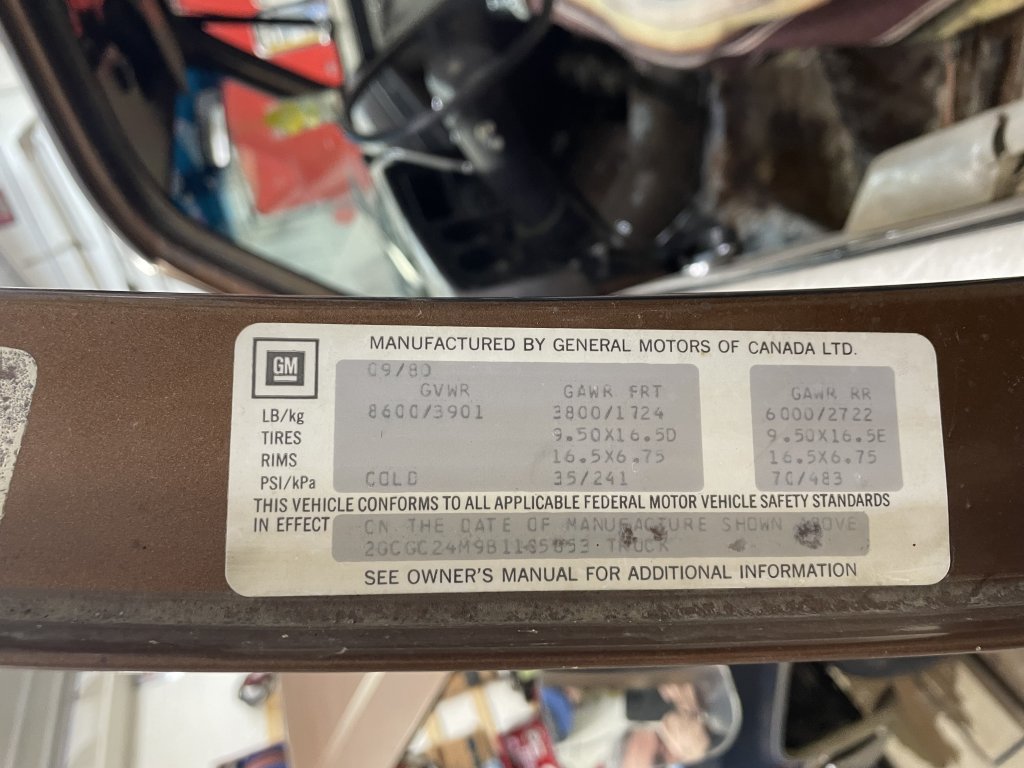 MANUFACTURED BY GENERAL MOTORS OF CANADA LTD.
GM
09/80
GVWR GAWR FRT GAWR RR
LB/kg 8600/3901 3800/1724 6000/2722
TIRES 9.50X16.5D 9.50X16.5E
RIMS 16.5X6.75 16.5X6.75
PSI/kPa COLD 35/241 70/483
THIS VEHICLE CONFORMS TO ALL APPLICABLE FEDERAL MOTOR VEHICLE SAFETY STANDARDS
IN EFFECT ON THE DATE OF MANUFACTURE SHOWN ABOVE
TRUCK
SEE OWNER'S MANUAL FOR ADDITIONAL INFORMATION